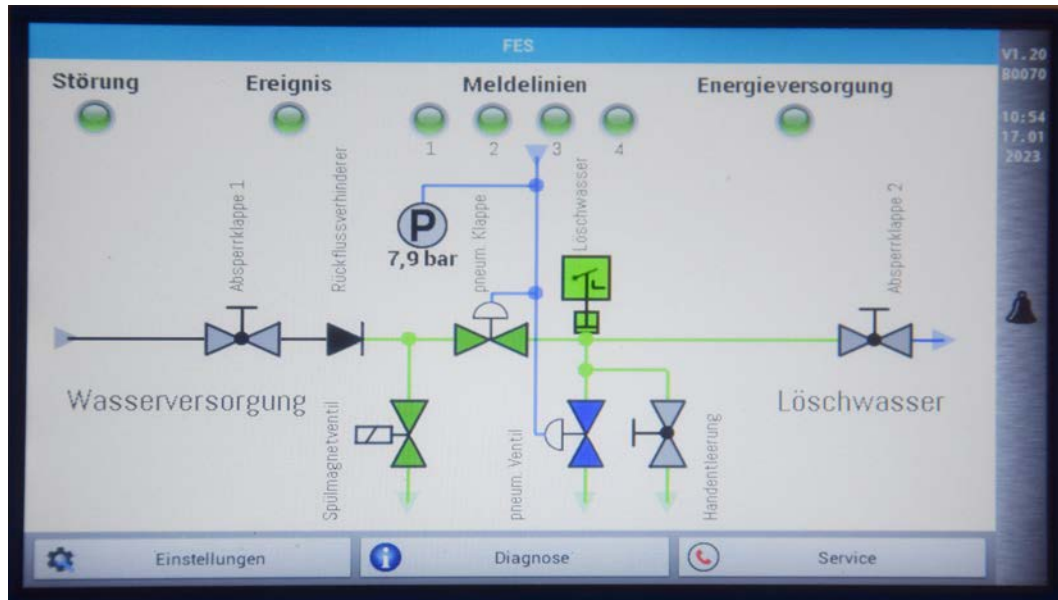 FES
V1.20
B0070
10:54
17.01
2023
Störung
Ereignis
Meldelinien
Energieversorgung
1 2 3 4
Absperrklappe 1
Rückflussverhinderer
P
7,9 bar
pneum. Klappe
Löschwasser
Absperrklappe 2
Wasserversorgung
Löschwasser
Spülmagnetventil
pneum. Ventil
Handentleerung
Einstellungen
Diagnose
Service